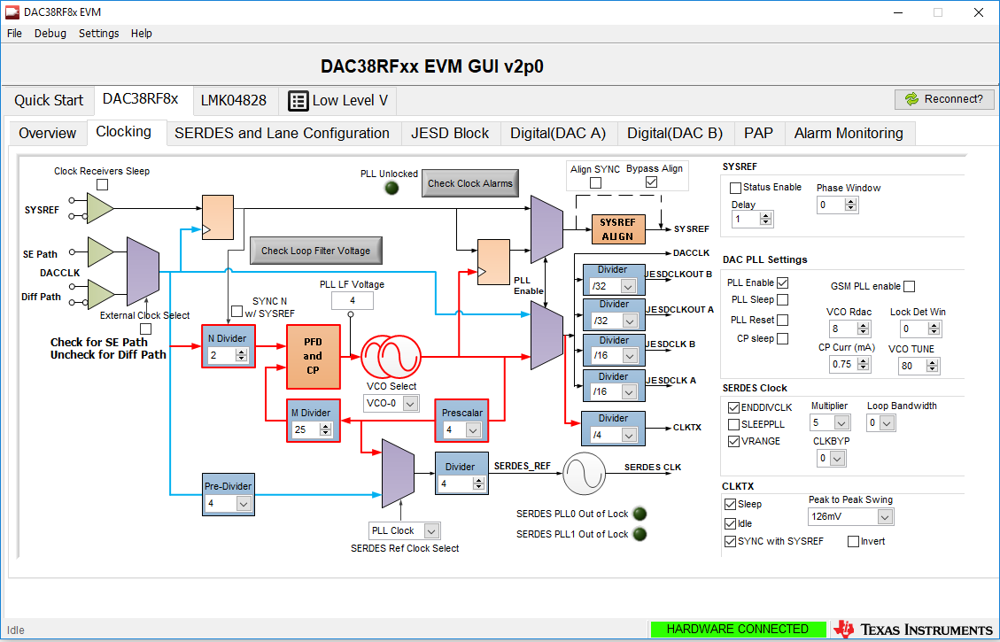 DAC38RF8x EVM
File Debug Settings Help
DAC38RFxx EVM GUI v2p0
Quick Start DAC38RF8x LMK04828 Low Level V Reconnect?
Overview Clocking SERDES and Lane Configuration JESD Block Digital(DAC A) Digital(DAC B) PAP Alarm Monitoring
Clock Receivers Sleep
SYSREF
SE Path
DACCLK
Diff Path
External Clock Select
Check for SE Path
Uncheck for Diff Path
PLL Unlocked
Check Clock Alarms
Check Loop Filter Voltage
SYNC N
w/ SYSREF
PLL LF Voltage
4
N Divider
2
PFD
and
CP
VCO Select
VCO-0
M Divider
25
Prescalar
4
Pre-Divider
4
PLL Clock
SERDES Ref Clock Select
Divider
4
SERDES_REF
SERDES CLK
SERDES PLL0 Out of Lock
SERDES PLL1 Out of Lock
PLL
Enable
Align SYNC Bypass Align
SYSREF
ALIGN
SYSREF
DACCLK
Divider
/32
JESDCLKOUT B
Divider
/32
JESDCLKOUT A
Divider
/16
JESDCLK B
Divider
/16
JESDCLK A
Divider
/4
CLKTX
SYSREF
Status Enable Phase Window
0
Delay
1
DAC PLL Settings
PLL Enable GSM PLL enable
PLL Sleep
PLL Reset
CP sleep
VCO Rdac Lock Det Win
8 0
CP Curr (mA) VCO TUNE
0.75 80
SERDES Clock
ENDDIVCLK Multiplier Loop Bandwidth
SLEEPPLL 5 0
VRANGE CLKBYP
0
CLKTX
Sleep Peak to Peak Swing
Idle 126mV
SYNC with SYSREF Invert
Idle HARDWARE CONNECTED TEXAS INSTRUMENTS